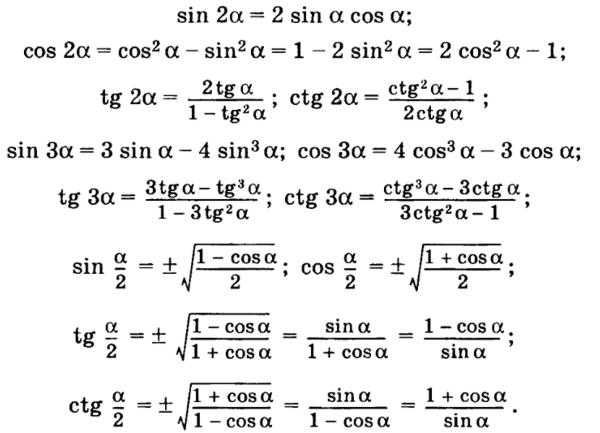 sin 2α = 2 sin α cos α;
cos 2α = cos² α − sin² α = 1 − 2 sin² α = 2 cos² α − 1;
tg 2α = 2tg α / (1 − tg² α) ; ctg 2α = (ctg² α − 1) / (2ctg α) ;
sin 3α = 3 sin α − 4 sin³ α; cos 3α = 4 cos³ α − 3 cos α;
tg 3α = (3tg α − tg³ α) / (1 − 3tg² α) ; ctg 3α = (ctg³ α − 3ctg α) / (3ctg² α − 1) ;
sin α/2 = ± √((1 − cos α) / 2) ; cos α/2 = ± √((1 + cos α) / 2) ;
tg α/2 = ± √((1 − cos α) / (1 + cos α)) = sin α / (1 + cos α) = (1 − cos α) / sin α ;
ctg α/2 = ± √((1 + cos α) / (1 − cos α)) = sin α / (1 − cos α) = (1 + cos α) / sin α .